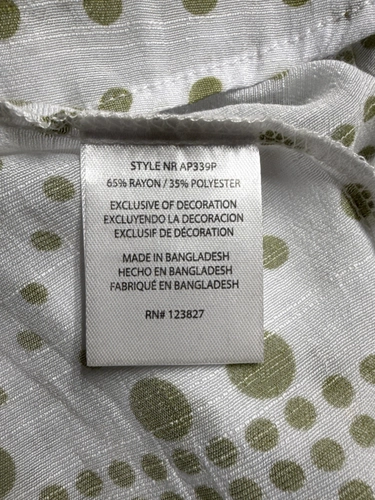 STYLE NR AP339P
65% RAYON / 35% POLYESTER
EXCLUSIVE OF DECORATION
EXCLUYENDO LA DECORACION
EXCLUSIF DE DÉCORATION
MADE IN BANGLADESH
HECHO EN BANGLADESH
FABRIQUÉ EN BANGLADESH
RN# 123827